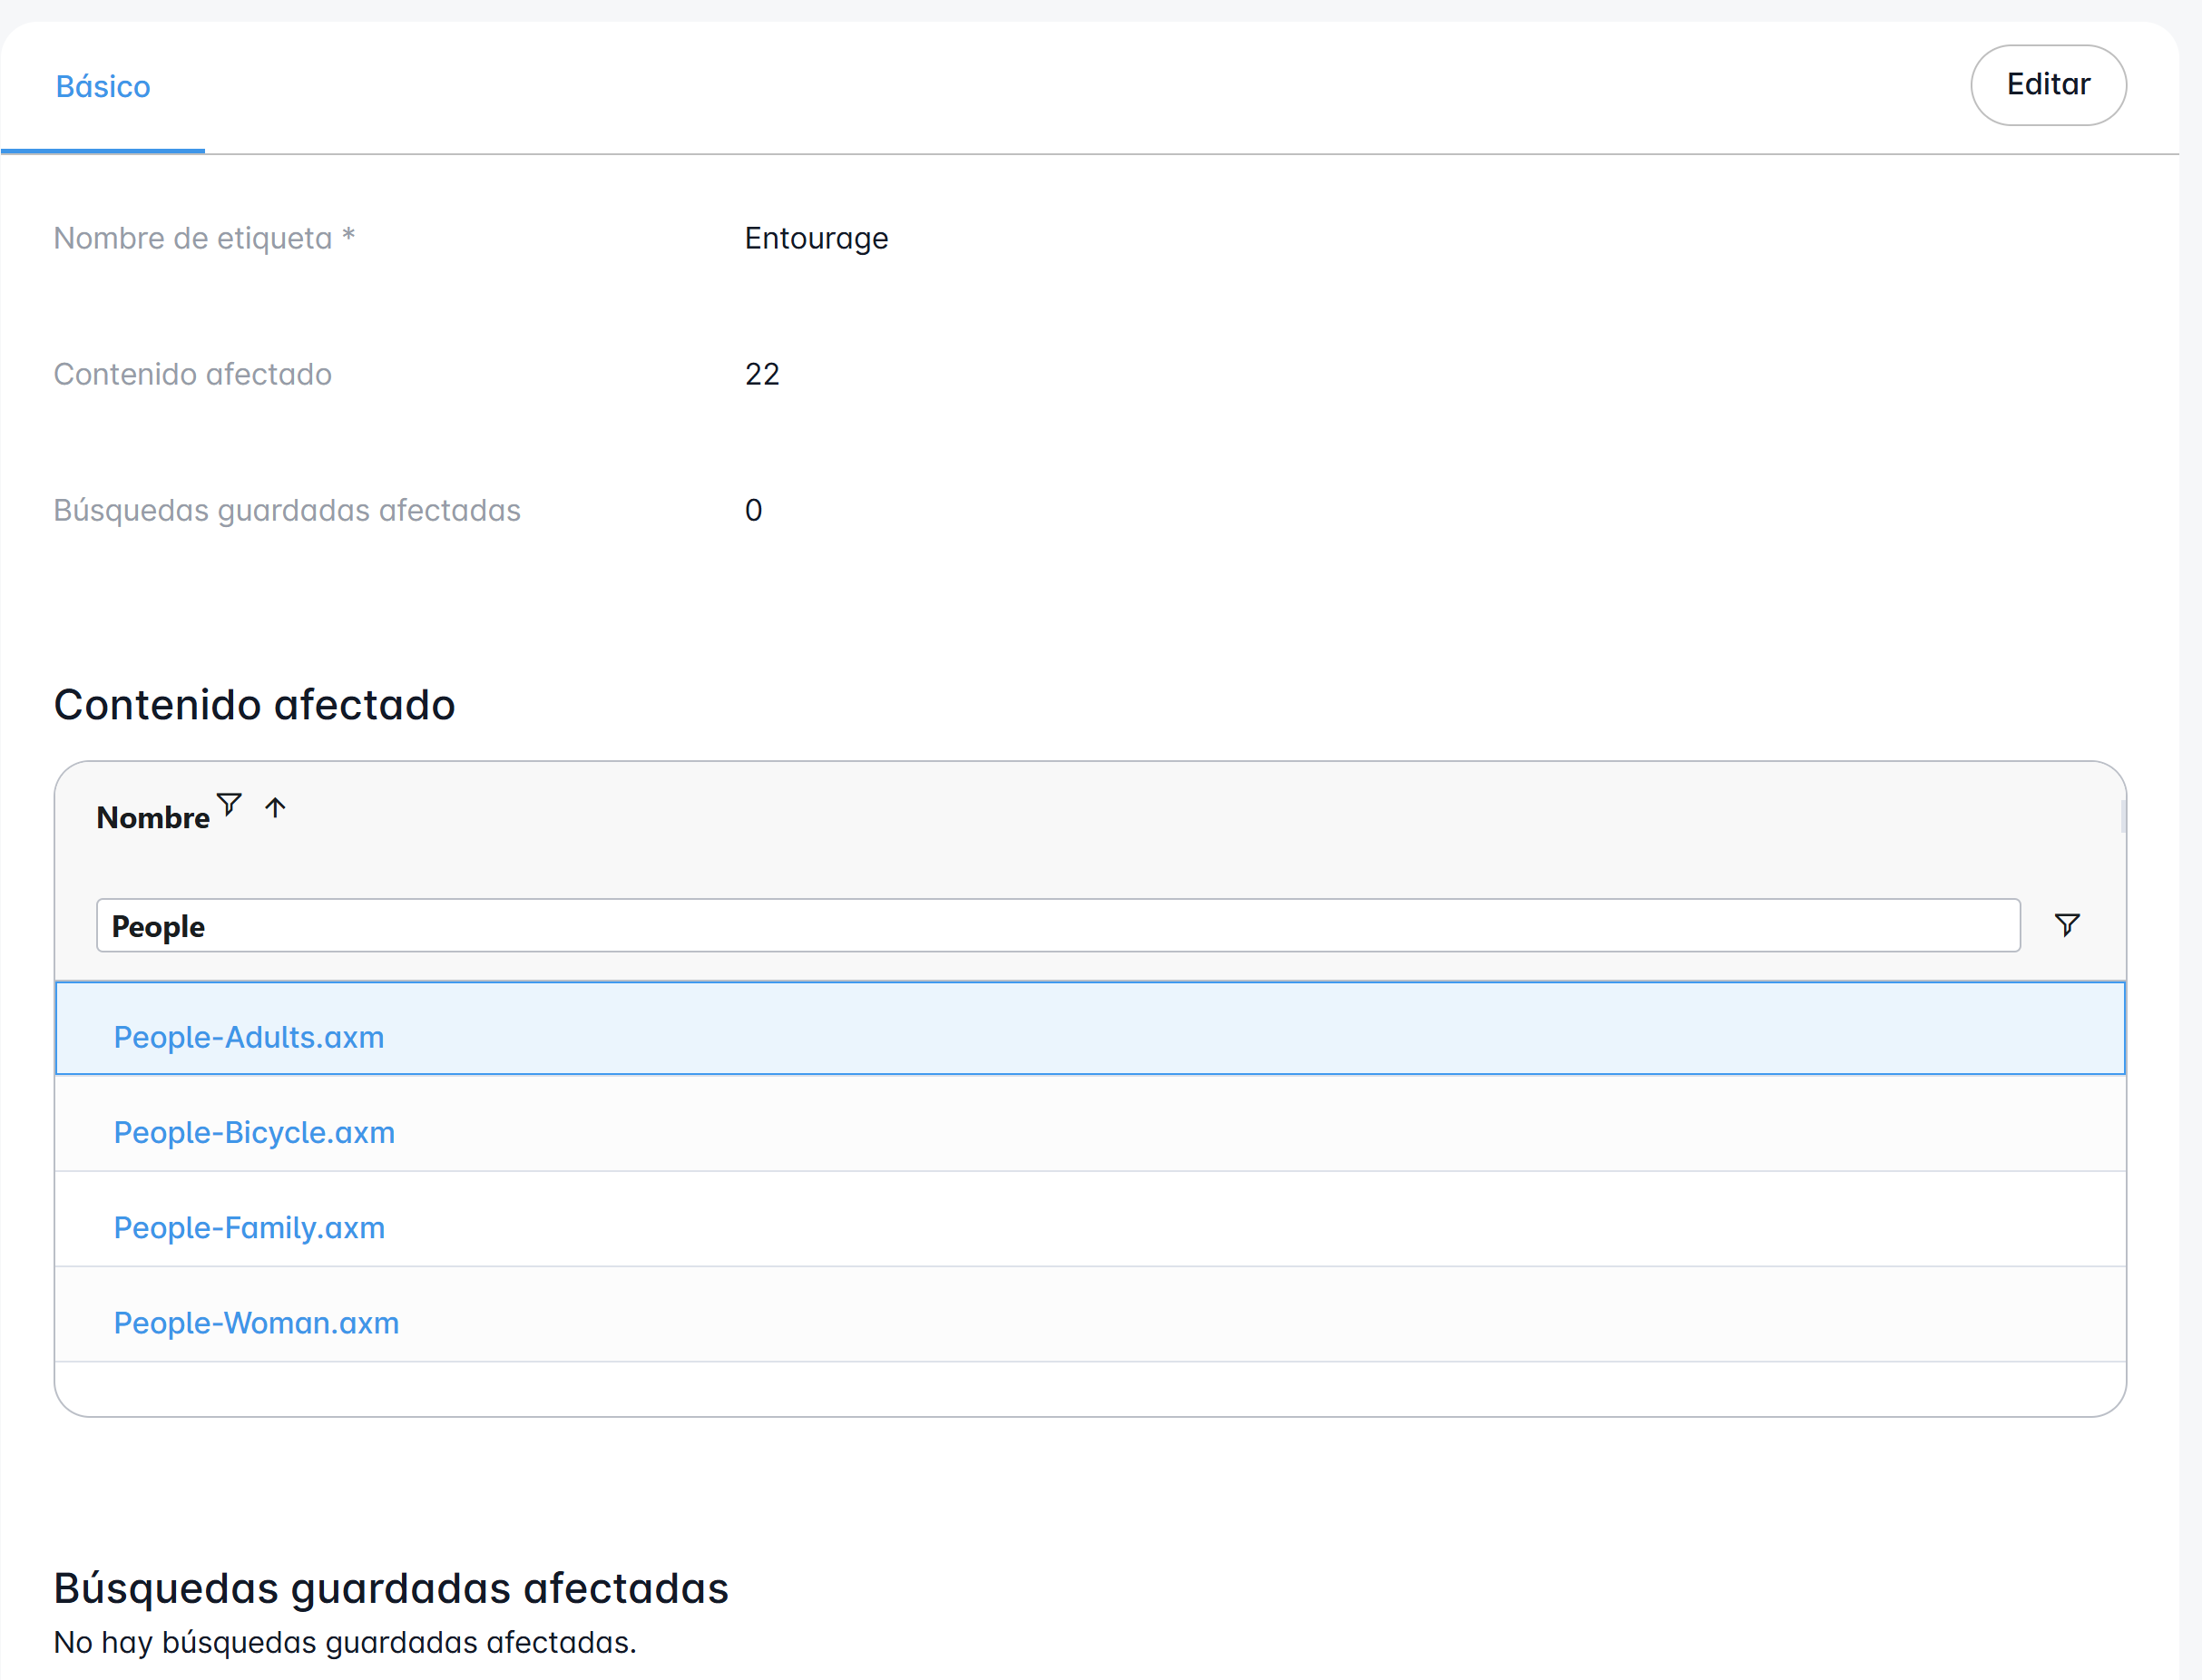 Básico
Editar
Nombre de etiqueta *
Entourage
Contenido afectado
22
Búsquedas guardadas afectadas
0
Contenido afectado
Nombre
People
People-Adults.axm
People-Bicycle.axm
People-Family.axm
People-Woman.axm
Búsquedas guardadas afectadas
No hay búsquedas guardadas afectadas.